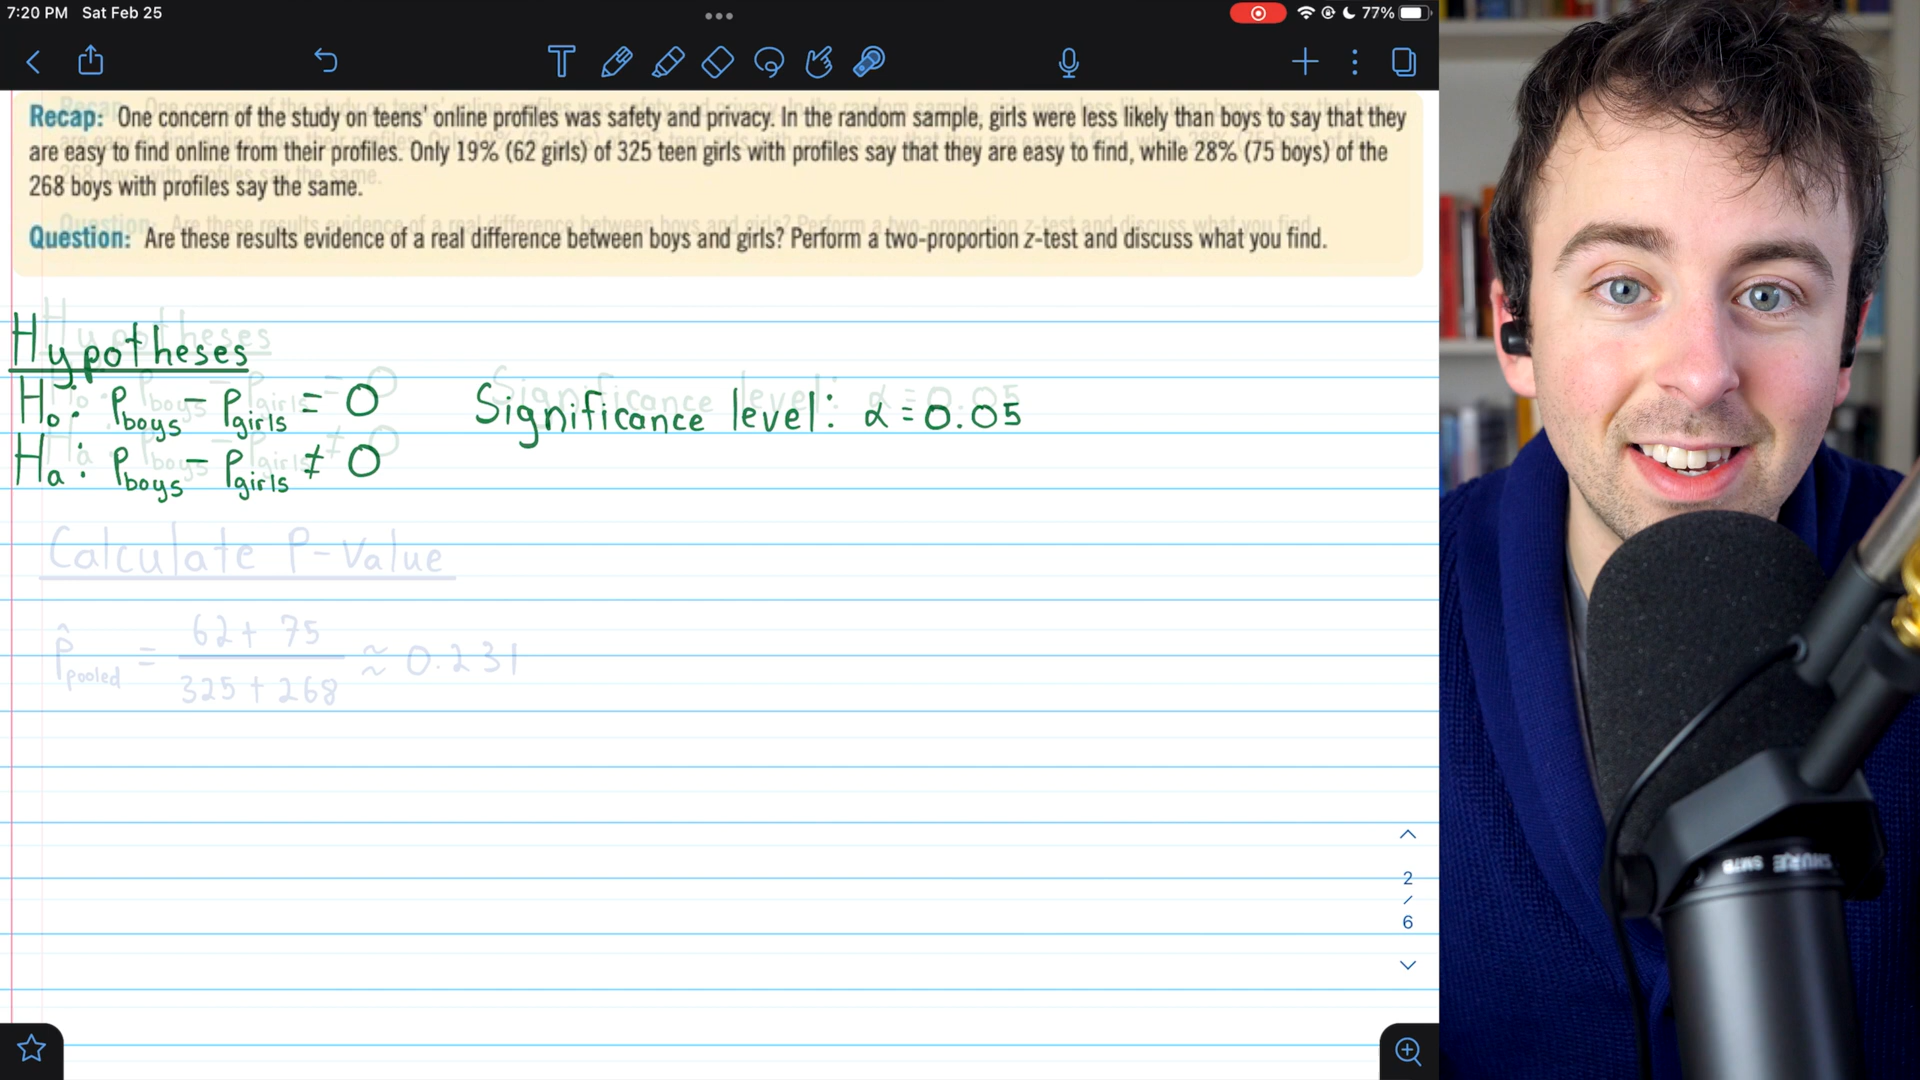 7:20 PM Sat Feb 25
77%
Recap: One concern of the study on teens' online profiles was safety and privacy. In the random sample, girls were less likely than boys to say that they
are easy to find online from their profiles. Only 19% (62 girls) of 325 teen girls with profiles say that they are easy to find, while 28% (75 boys) of the
268 boys with profiles say the same.
Question: Are these results evidence of a real difference between boys and girls? Perform a two-proportion z-test and discuss what you find.
Hypotheses
H₀: P_boys − P_girls = 0
Significance level: α = 0.05
Hₐ: P_boys − P_girls ≠ 0
Calculate P-Value
p̂_pooled = (62 + 75) / (325 + 268) ≈ 0.231
2
/
6
SHURE SM7B